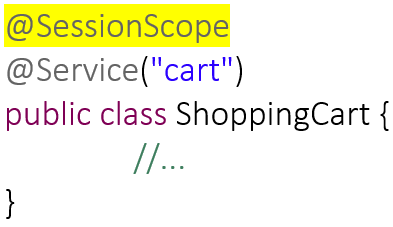 @SessionScope
@Service("cart")
public class ShoppingCart {
//...
}